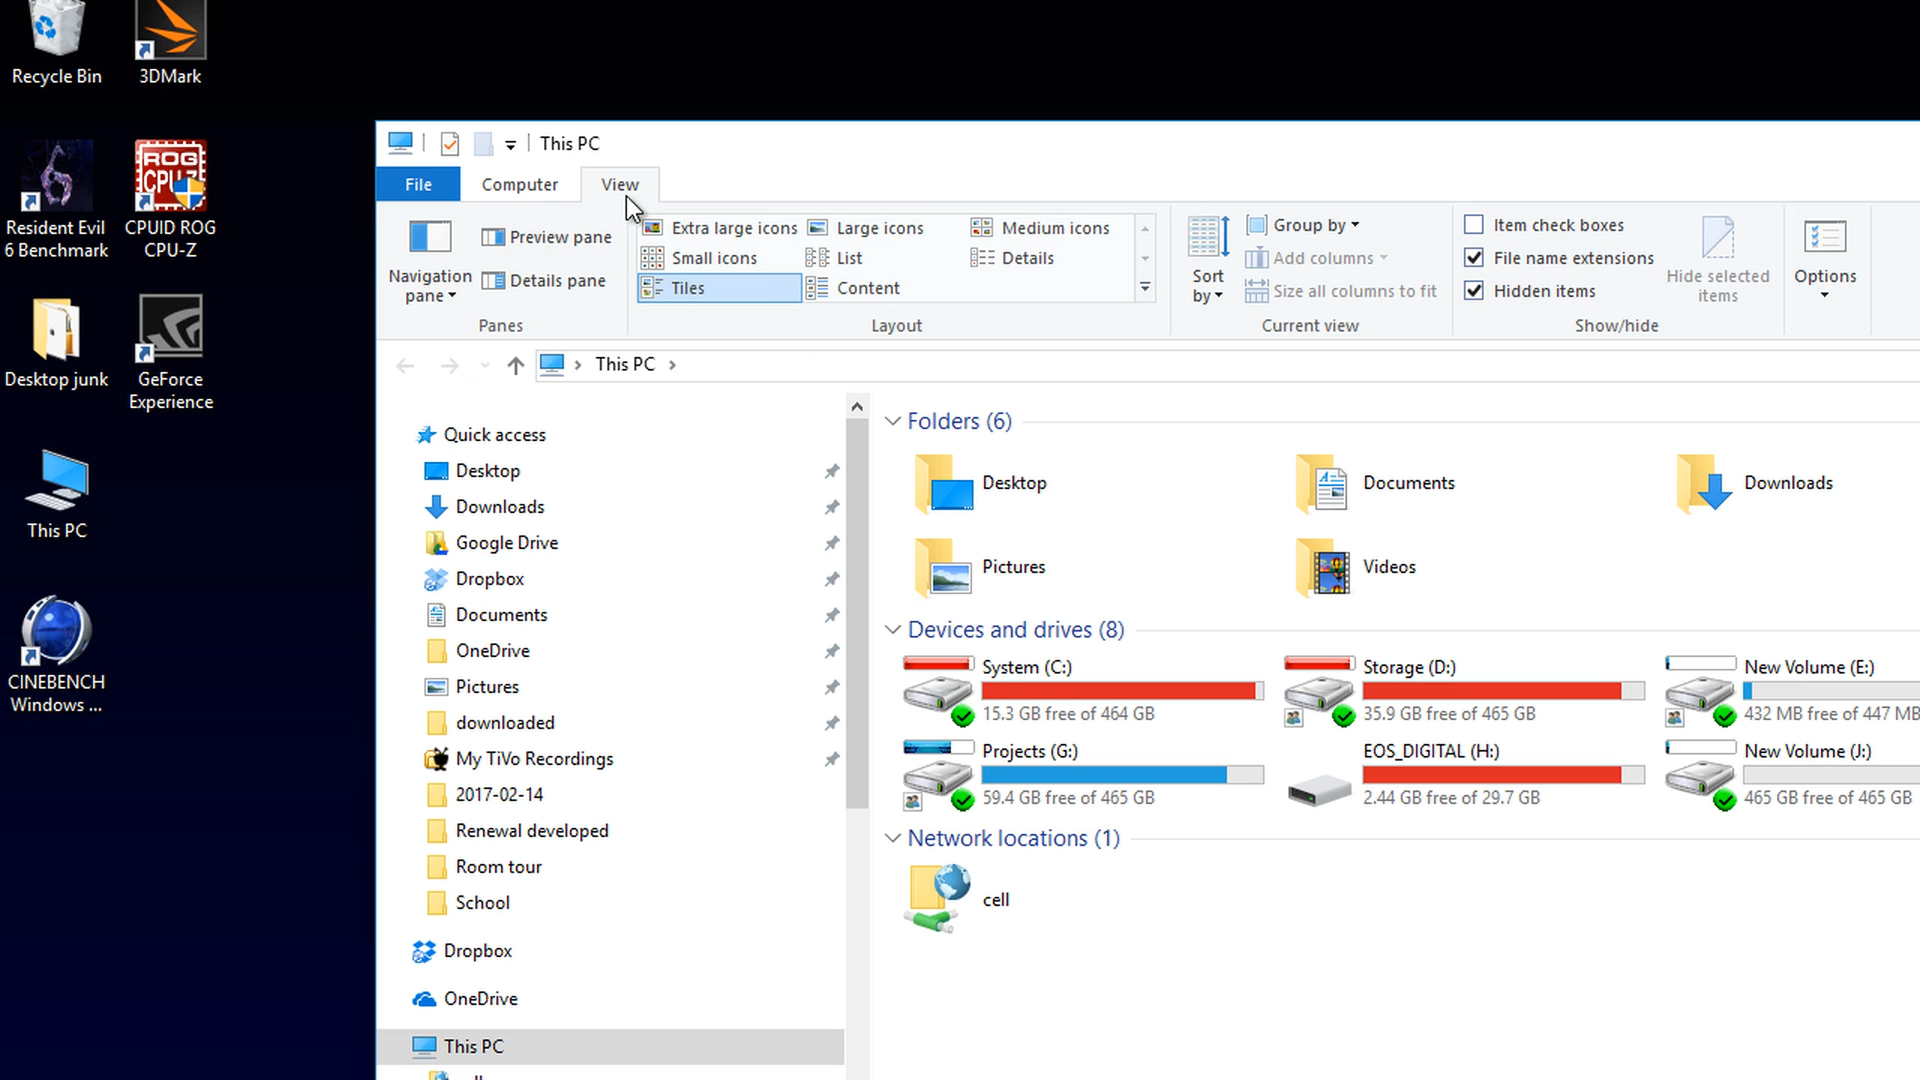 Recycle Bin
3DMark
Resident Evil
6 Benchmark
ROG
CPU-Z
CPUID ROG
CPU-Z
Desktop junk
GeForce
Experience
This PC
CINEBENCH
Windows ...
This PC
File
Computer
View
Navigation
pane
Preview pane
Details pane
Panes
Extra large icons
Large icons
Medium icons
Small icons
List
Details
Tiles
Content
Layout
Sort
by
Group by
Add columns
Size all columns to fit
Current view
Item check boxes
File name extensions
Hidden items
Hide selected
items
Show/hide
Options
This PC
Quick access
Desktop
Downloads
Google Drive
Dropbox
Documents
OneDrive
Pictures
downloaded
My TiVo Recordings
2017-02-14
Renewal developed
Room tour
School
Dropbox
OneDrive
This PC
Folders (6)
Desktop
Documents
Downloads
Pictures
Videos
Devices and drives (8)
System (C:)
15.3 GB free of 464 GB
Storage (D:)
35.9 GB free of 465 GB
New Volume (E:)
432 MB free of 447 MB
Projects (G:)
59.4 GB free of 465 GB
EOS_DIGITAL (H:)
2.44 GB free of 29.7 GB
New Volume (J:)
465 GB free of 465 GB
Network locations (1)
cell